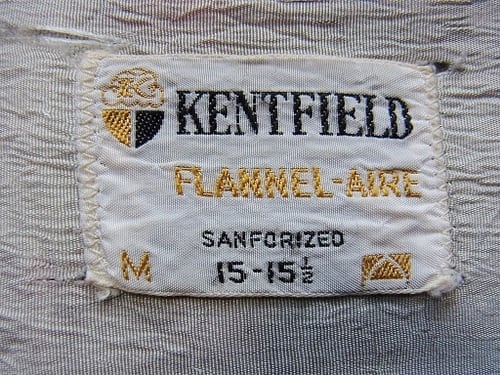 KENTFIELD
FLANNEL-AIRE
SANFORIZED
M 15-15½